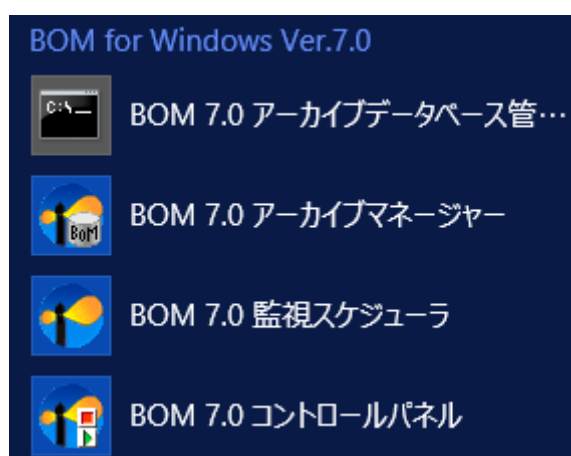 BOM for Windows Ver.7.0
C:\
BOM 7.0 アーカイブデータベース管…
BoM
BOM 7.0 アーカイブマネージャー
BOM 7.0 監視スケジューラ
BOM 7.0 コントロールパネル